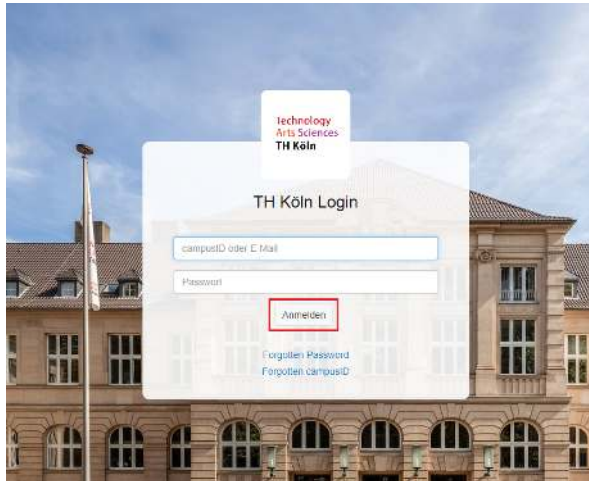 Technology
Arts Sciences
TH Köln
TH Köln Login
campusID oder E Mail
Passwort
Anmelden
Forgotten Password
Forgotten campusID